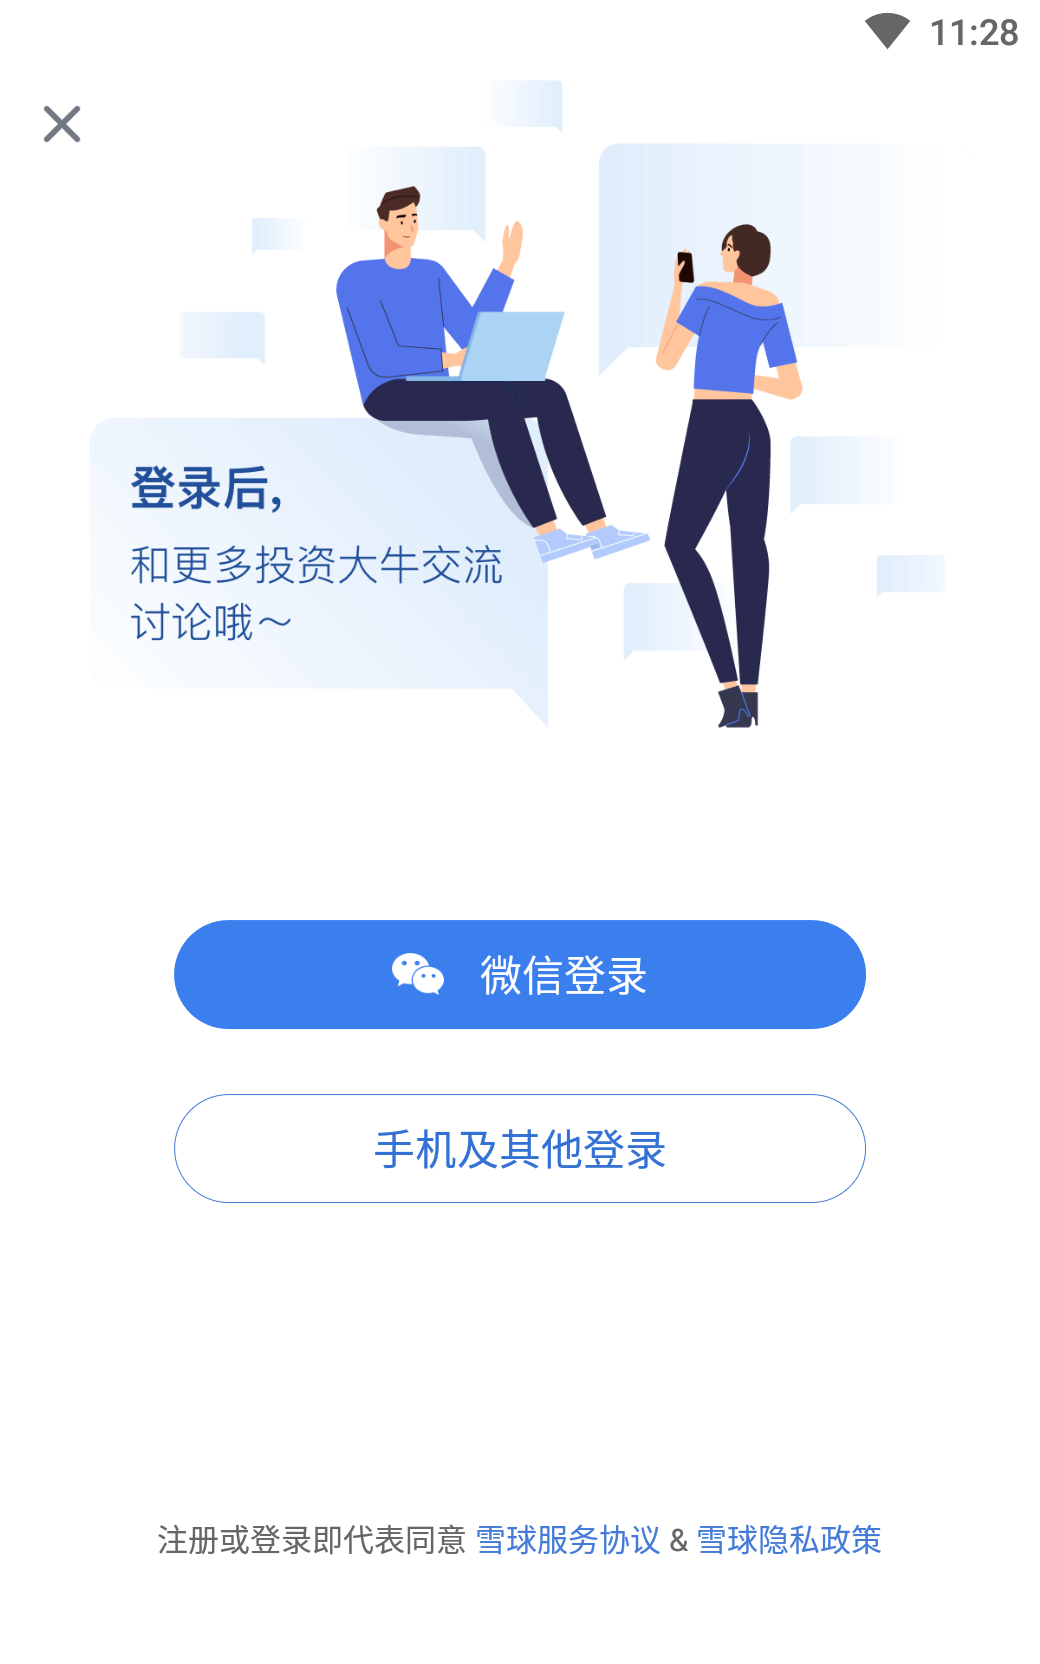 11:28
登录后,
和更多投资大牛交流
讨论哦～
微信登录
手机及其他登录
注册或登录即代表同意 雪球服务协议 & 雪球隐私政策